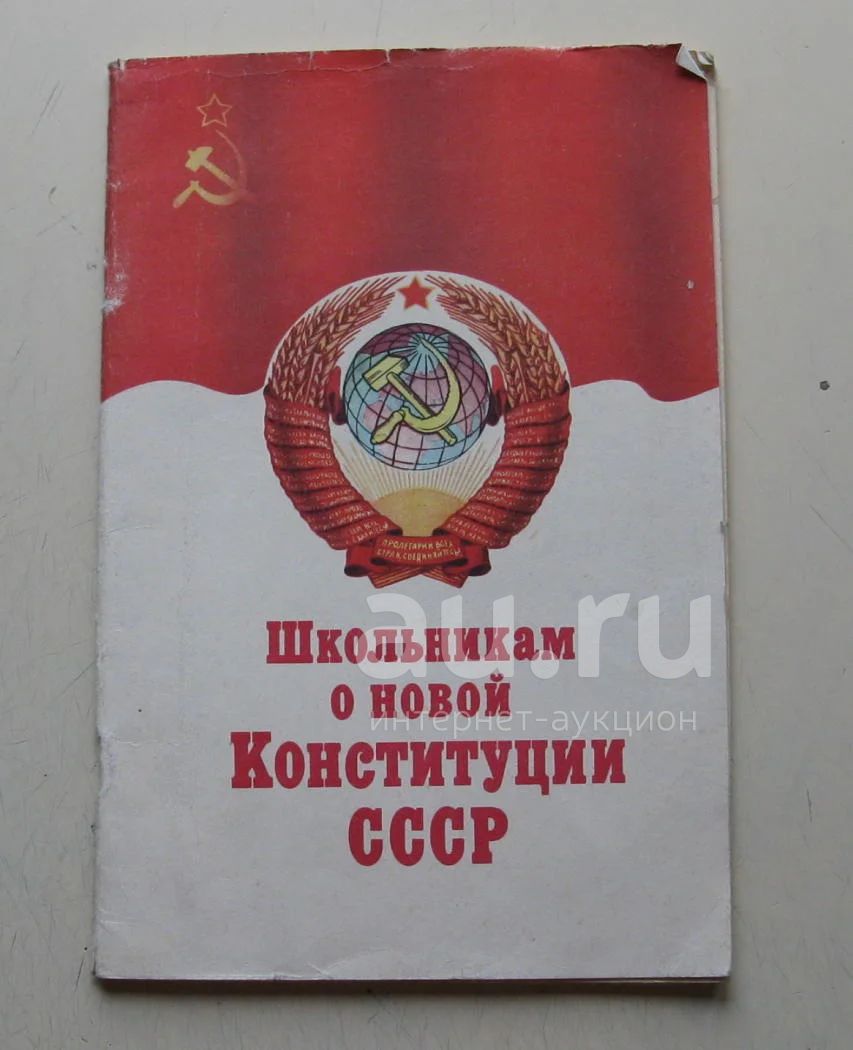 ПРОЛЕТАРИИ ВСЕХ
СТРАН, СОЕДИНЯЙТЕСЬ!
au.ru
Школьникам
о новой
интернет-аукцион
Конституции
СССР